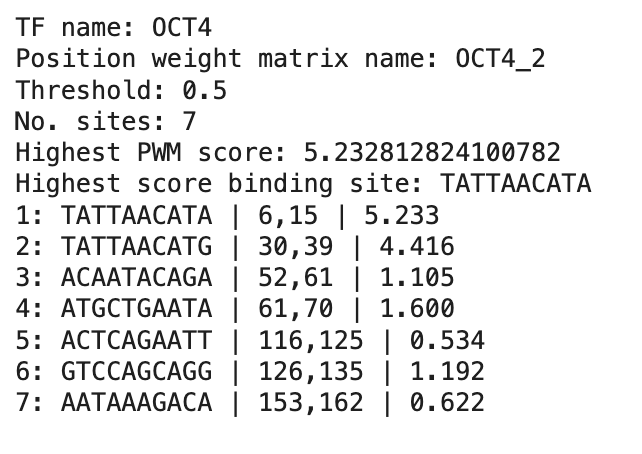 TF name: OCT4
Position weight matrix name: OCT4_2
Threshold: 0.5
No. sites: 7
Highest PWM score: 5.232812824100782
Highest score binding site: TATTAACATA
1: TATTAACATA | 6,15 | 5.233
2: TATTAACATG | 30,39 | 4.416
3: ACAATACAGA | 52,61 | 1.105
4: ATGCTGAATA | 61,70 | 1.600
5: ACTCAGAATT | 116,125 | 0.534
6: GTCCAGCAGG | 126,135 | 1.192
7: AATAAAGACA | 153,162 | 0.622